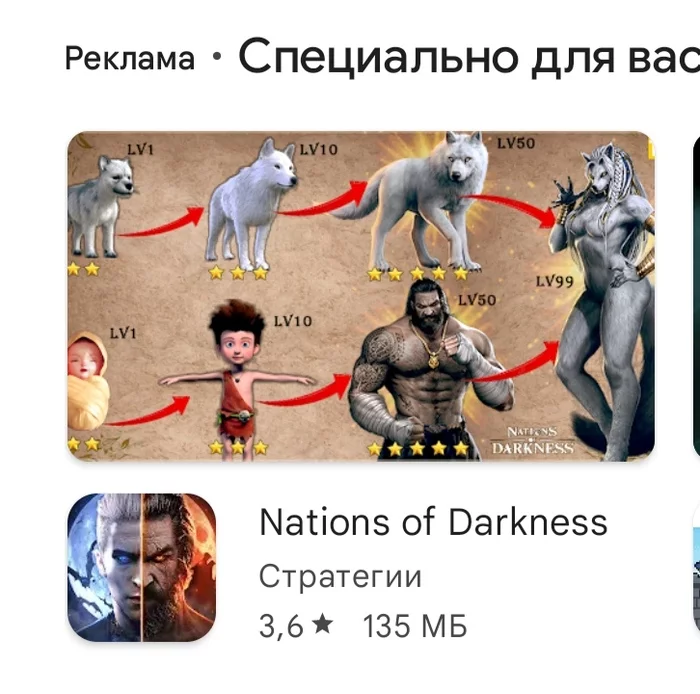 Реклама • Специально для вас
LV1
LV10
LV50
LV99
LV1
LV10
LV50
NATIONS
OF
DARKNESS
Nations of Darkness
Стратегии
3,6★ 135 МБ